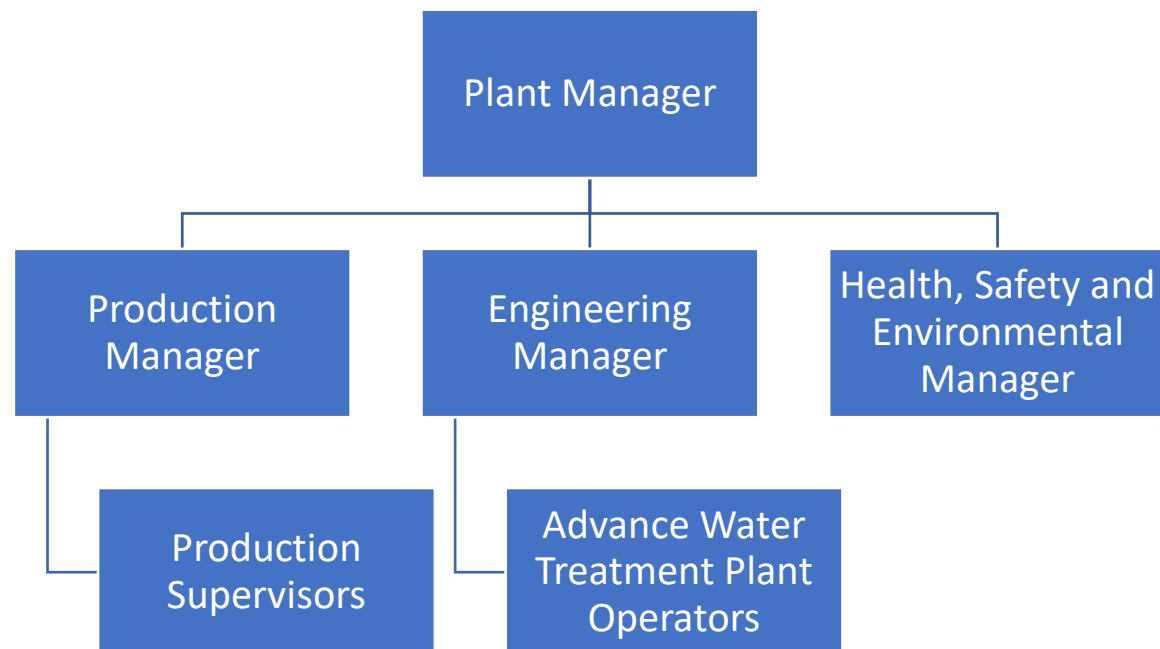 Plant Manager
Production
Manager
Engineering
Manager
Health, Safety and
Environmental
Manager
Production
Supervisors
Advance Water
Treatment Plant
Operators